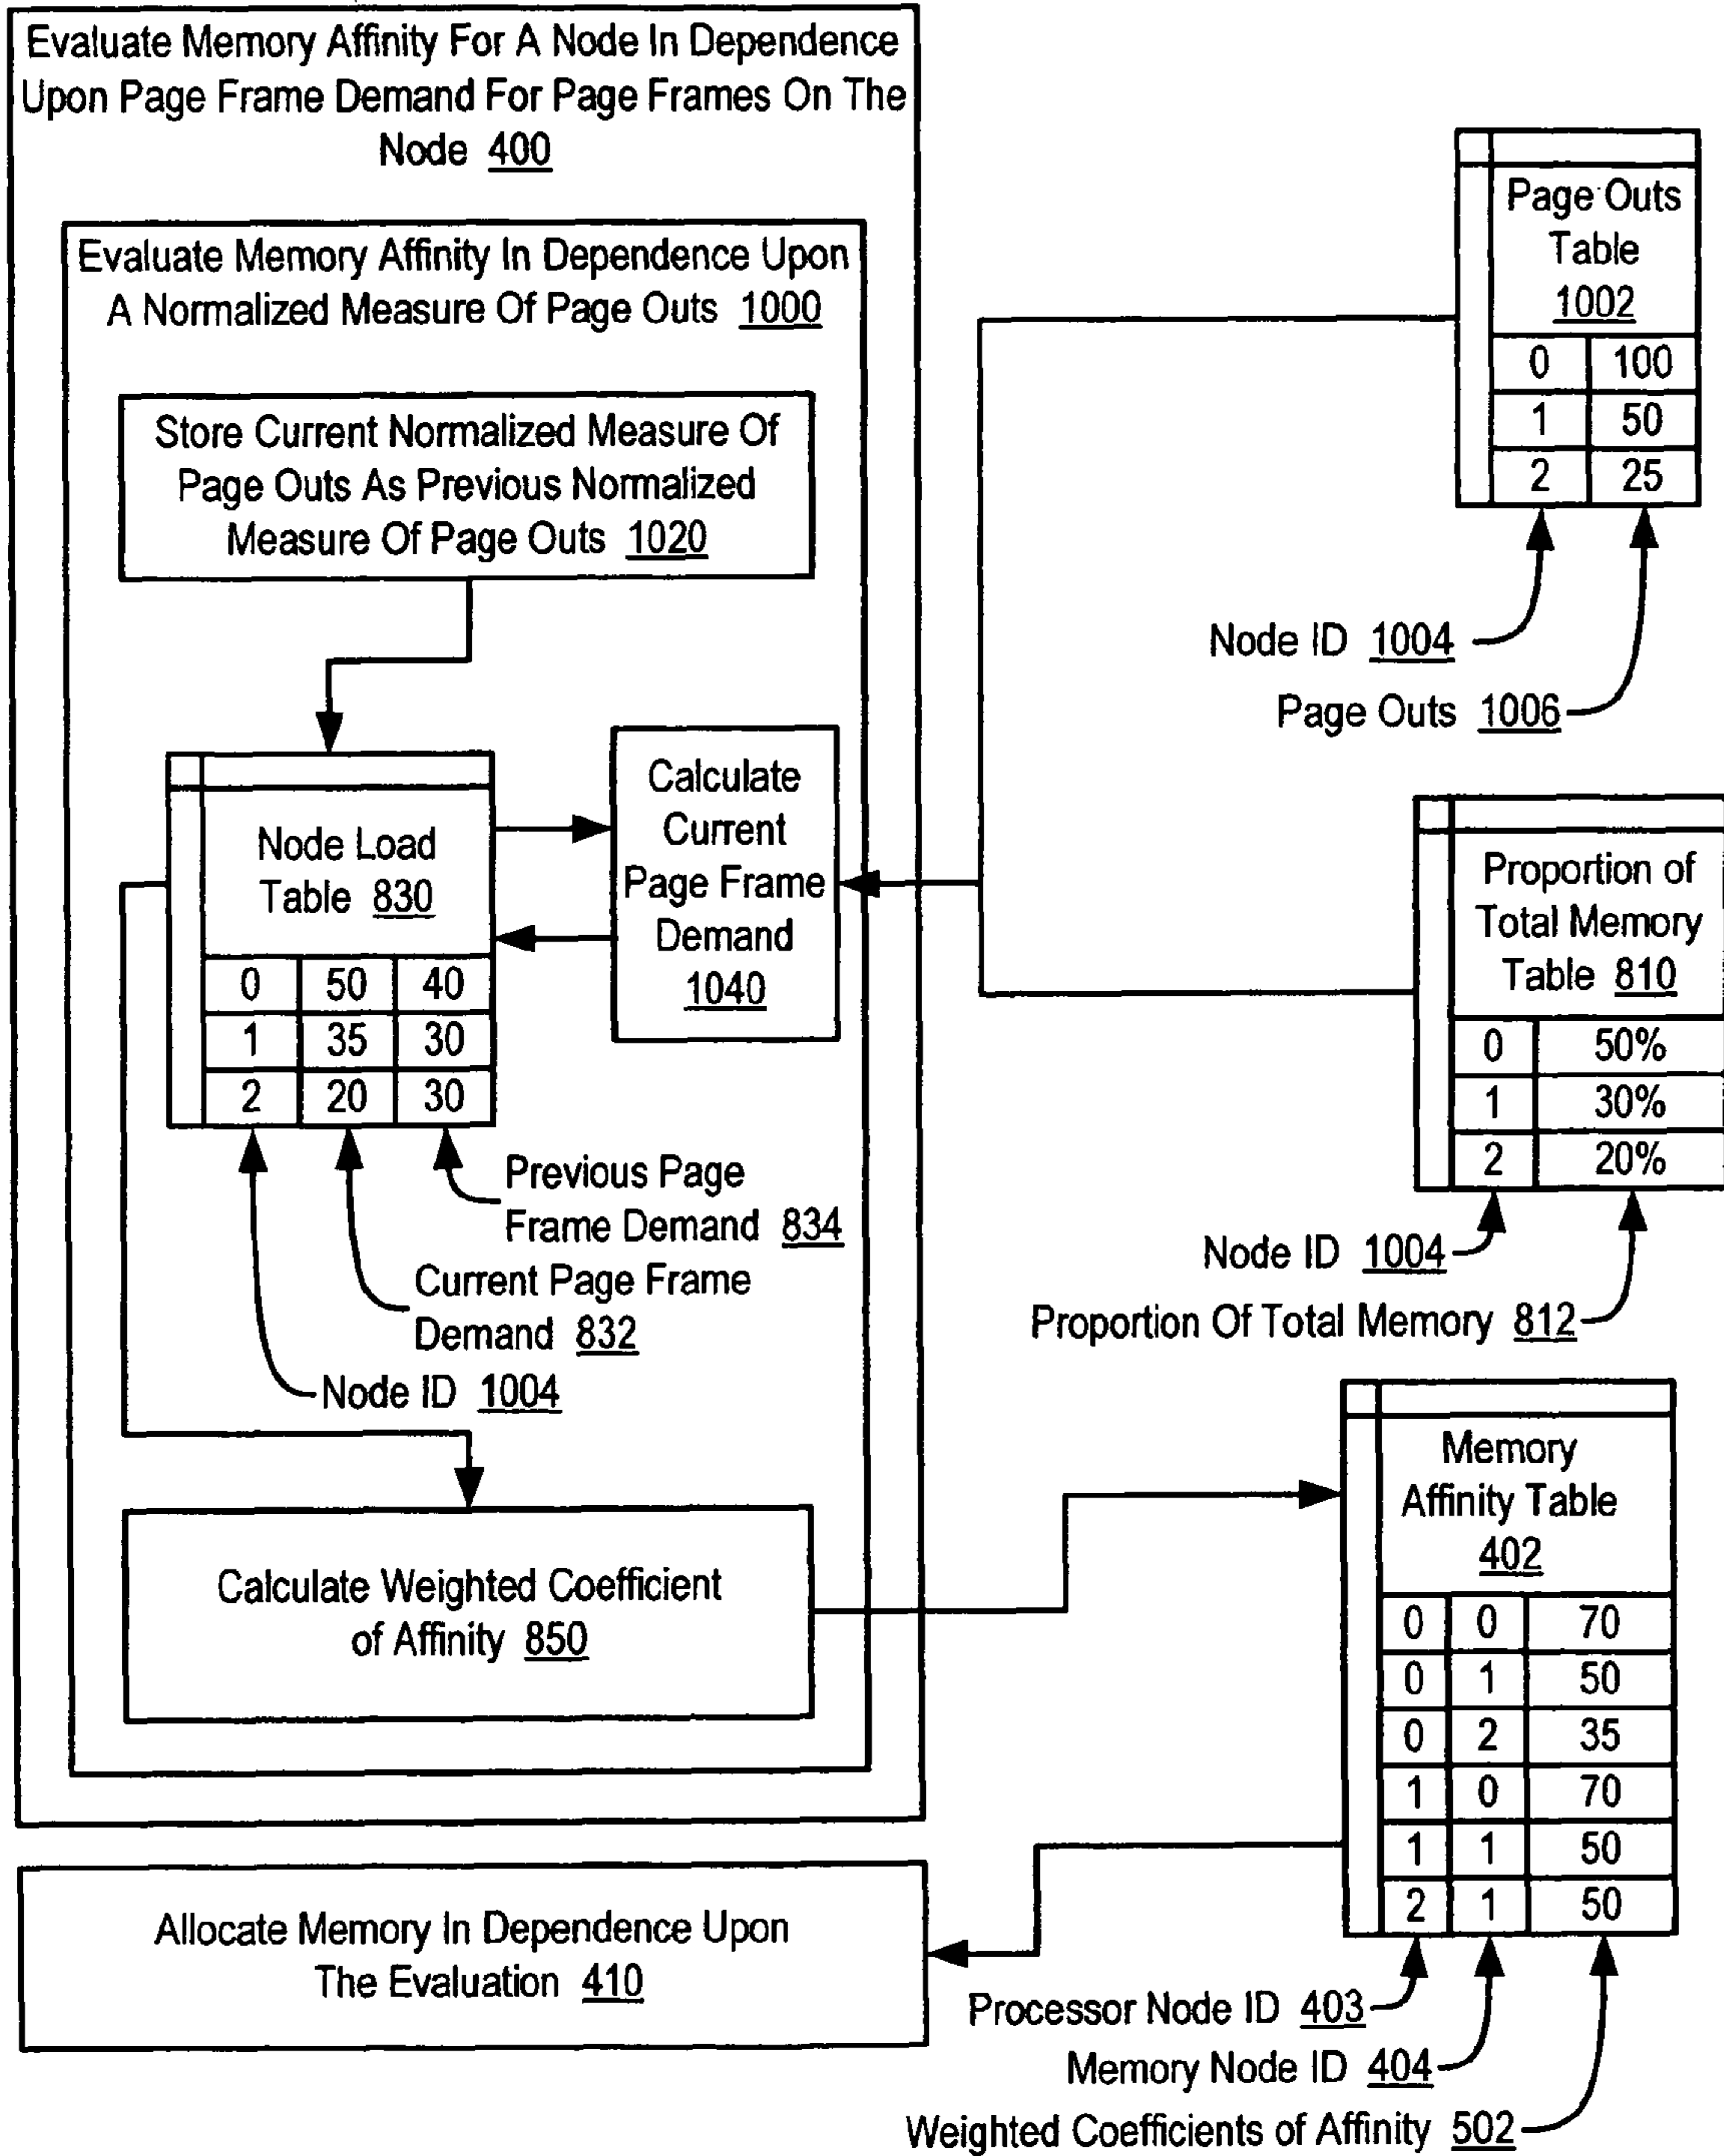 Evaluate Memory Affinity For A Node In Dependence
Upon Page Frame Demand For Page Frames On The
Node 400
Evaluate Memory Affinity In Dependence Upon
A Normalized Measure Of Page Outs 1000
Store Current Normalized Measure Of
Page Outs As Previous Normalized
Measure Of Page Outs 1020
Node Load
Table 830
0 50 40
1 35 30
2 20 30
Calculate
Current
Page Frame
Demand
1040
Previous Page
Frame Demand 834
Current Page Frame
Demand 832
Node ID 1004
Calculate Weighted Coefficient
of Affinity 850
Allocate Memory In Dependence Upon
The Evaluation 410
Page Outs
Table
1002
0 100
1 50
2 25
Node ID 1004
Page Outs 1006
Proportion of
Total Memory
Table 810
0 50%
1 30%
2 20%
Node ID 1004
Proportion Of Total Memory 812
Memory
Affinity Table
402
0 0 70
0 1 50
0 2 35
1 0 70
1 1 50
2 1 50
Processor Node ID 403
Memory Node ID 404
Weighted Coefficients of Affinity 502